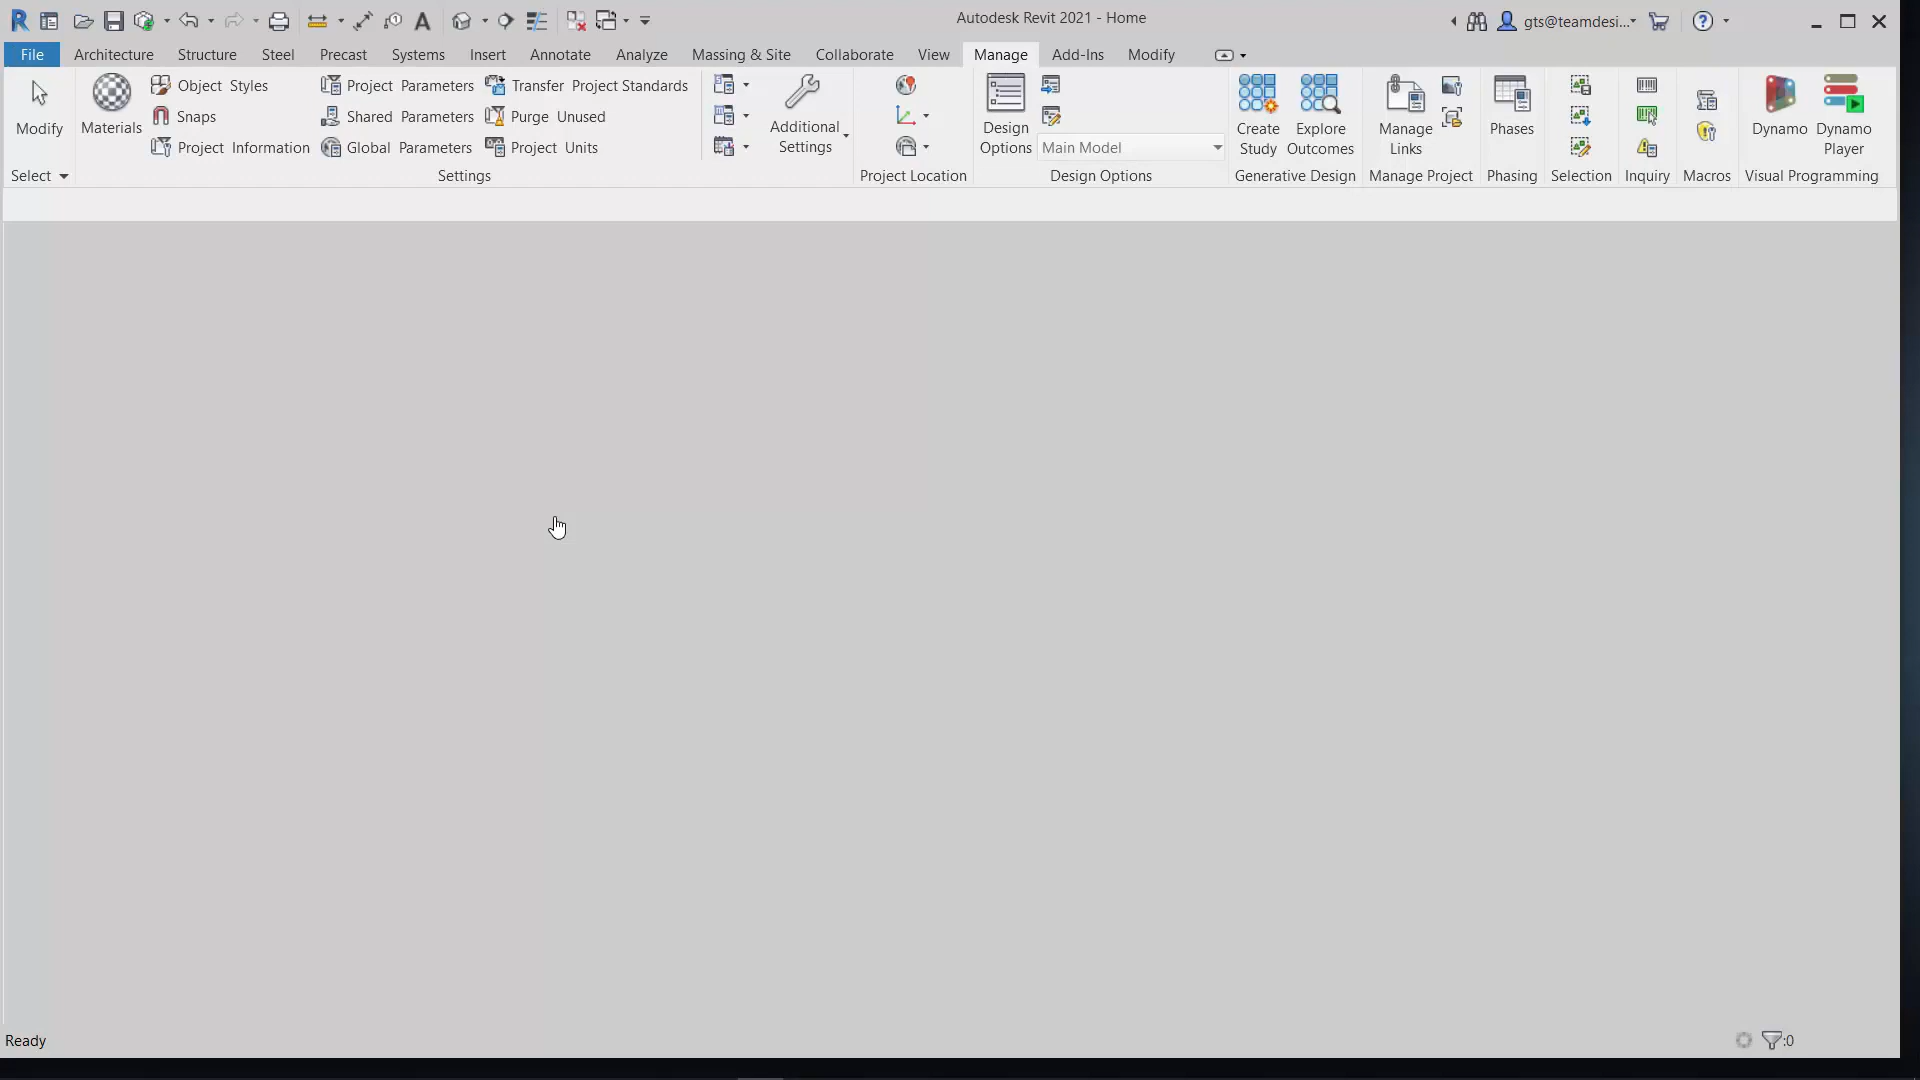 Autodesk Revit 2021 - Home
gts@teamdesi...
File Architecture Structure Steel Precast Systems Insert Annotate Analyze Massing & Site Collaborate View Manage Add-Ins Modify
Modify
Select
Materials
Object Styles
Snaps
Project Information
Project Parameters
Shared Parameters
Global Parameters
Transfer Project Standards
Purge Unused
Project Units
Additional
Settings
Settings
Project Location
Design
Options
Main Model
Design Options
Create
Study
Explore
Outcomes
Generative Design
Manage
Links
Manage Project
Phases
Phasing
Selection
Inquiry
Macros
Dynamo
Dynamo
Player
Visual Programming
Ready
:0